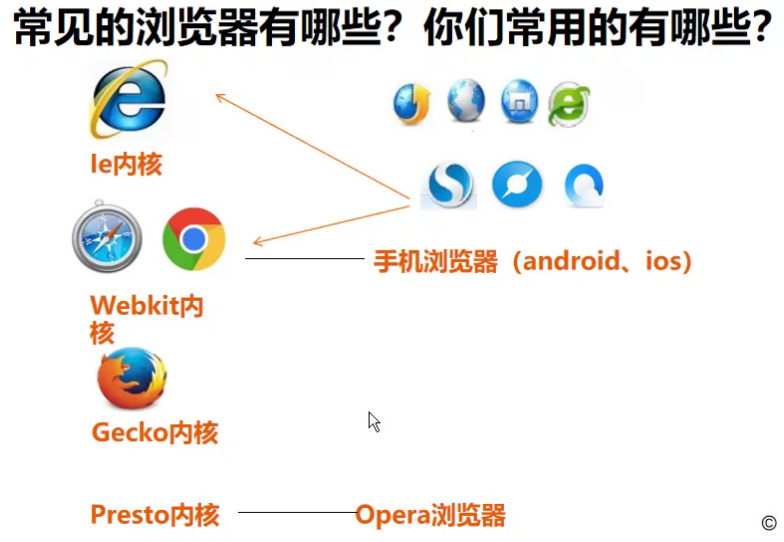 常见的浏览器有哪些？你们常用的有哪些？
Ie内核
手机浏览器（android、ios）
Webkit内
核
Gecko内核
Presto内核
Opera浏览器
©